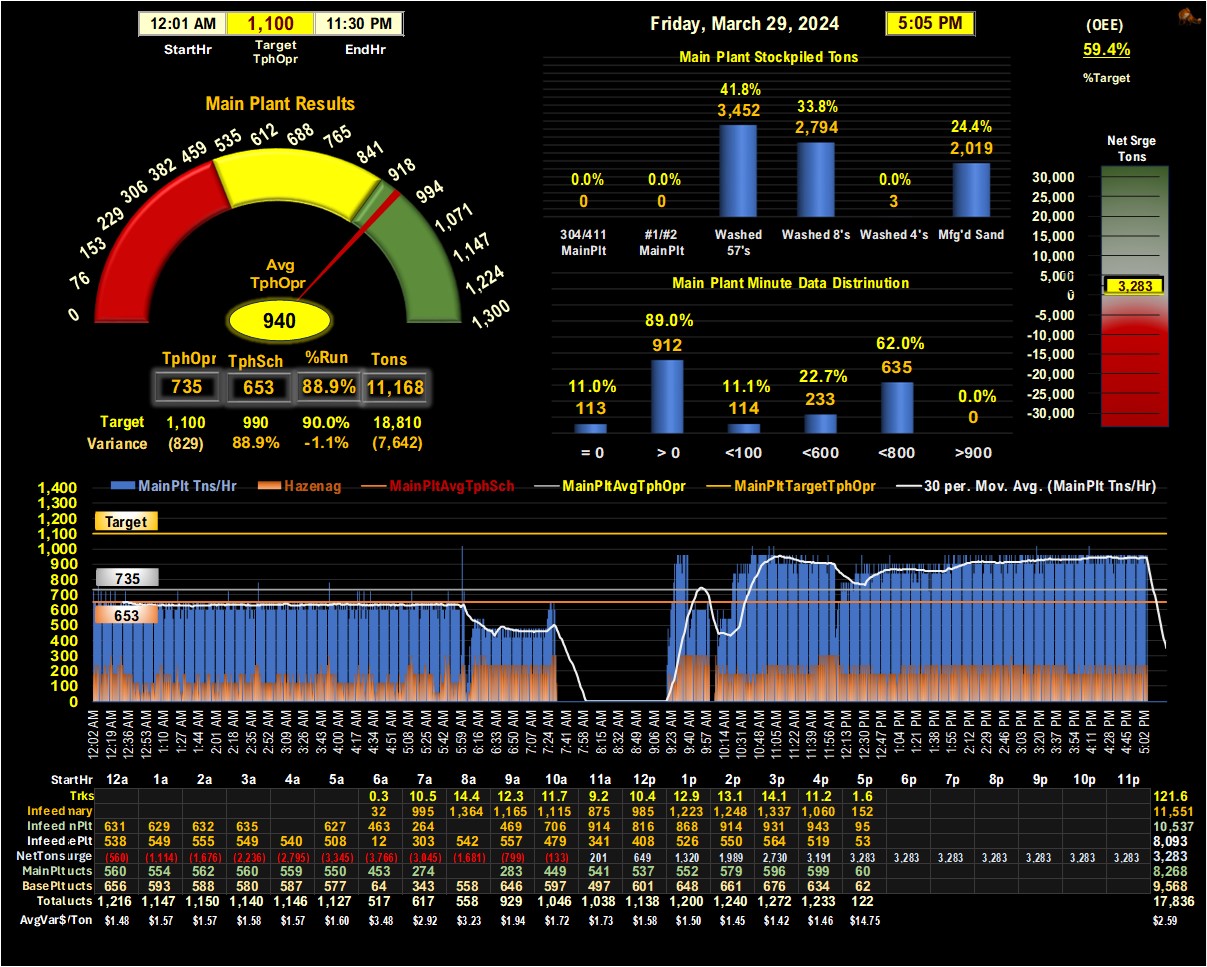 12:01 AM 1,100 11:30 PM
StartHr Target TphOpr EndHr
Friday, March 29, 2024 5:05 PM
(OEE)
59.4%
%Target
Main Plant Results
0 76 153 229 306 382 459 535 612 688 765 841 918 994 1,071 1,147 1,224 1,300
Avg
TphOpr
940
TphOpr TphSch %Run Tons
735 653 88.9% 11,168
Target 1,100 990 90.0% 18,810
Variance (829) 88.9% -1.1% (7,642)
Main Plant Stockpiled Tons
0.0% 0.0% 41.8% 33.8% 0.0% 24.4%
0 0 3,452 2,794 3 2,019
304/411 MainPlt #1/#2 MainPlt Washed 57's Washed 8's Washed 4's Mfg'd Sand
Main Plant Minute Data Distrinution
11.0% 89.0% 11.1% 22.7% 62.0% 0.0%
113 912 114 233 635 0
= 0 > 0 <100 <600 <800 >900
Net Srge
Tons
30,000
25,000
20,000
15,000
10,000
5,000
0
-5,000
-10,000
-15,000
-20,000
-25,000
-30,000
3,283
MainPlt Tns/Hr Hazenag MainPltAvgTphSch MainPltAvgTphOpr MainPltTargetTphOpr 30 per. Mov. Avg. (MainPlt Tns/Hr)
1,400
1,300
1,200
1,100
1,000
900
800
700
600
500
400
300
200
100
0
Target
735
653
12:02 AM 12:19 AM 12:36 AM 12:53 AM 1:10 AM 1:27 AM 1:44 AM 2:01 AM 2:18 AM 2:35 AM 2:52 AM 3:09 AM 3:26 AM 3:43 AM 4:00 AM 4:17 AM 4:34 AM 4:51 AM 5:08 AM 5:25 AM 5:42 AM 5:59 AM 6:16 AM 6:33 AM 6:50 AM 7:07 AM 7:24 AM 7:41 AM 7:58 AM 8:15 AM 8:32 AM 8:49 AM 9:06 AM 9:23 AM 9:40 AM 9:57 AM 10:14 AM 10:31 AM 10:48 AM 11:05 AM 11:22 AM 11:39 AM 11:56 AM 12:13 PM 12:30 PM 12:47 PM 1:04 PM 1:21 PM 1:38 PM 1:55 PM 2:12 PM 2:29 PM 2:46 PM 3:03 PM 3:20 PM 3:37 PM 3:54 PM 4:11 PM 4:28 PM 4:45 PM 5:02 PM
StartHr 12a 1a 2a 3a 4a 5a 6a 7a 8a 9a 10a 11a 12p 1p 2p 3p 4p 5p 6p 7p 8p 9p 10p 11p
Trks 0.3 10.5 14.4 12.3 11.7 9.2 10.4 12.9 13.1 14.1 11.2 1.6 121.6
Infeed mary 32 995 1,364 1,165 1,115 875 985 1,223 1,248 1,337 1,060 152 11,551
Infeed nPlt 631 629 632 635 627 463 264 469 706 914 816 868 914 931 943 95 10,537
Infeed ePlt 538 549 555 549 540 508 12 303 542 557 479 341 408 526 550 564 519 53 8,093
NetTons urge (560) (1,114) (1,676) (2,236) (2,795) (3,345) (3,766) (3,045) (1,681) (799) (133) 201 649 1,320 1,989 2,730 3,191 3,283 3,283 3,283 3,283 3,283 3,283 3,283 3,283
MainPlt ucts 560 554 562 560 559 550 453 274 280 449 541 537 552 579 596 599 60 8,268
BasePlt ucts 656 593 588 580 587 577 64 343 558 646 597 497 601 648 661 676 634 62 9,568
Total ucts 1,216 1,147 1,150 1,140 1,146 1,127 517 617 558 929 1,046 1,038 1,138 1,200 1,240 1,272 1,233 122 17,836
AvgVar$/Ton $1.48 $1.57 $1.57 $1.58 $1.57 $1.60 $3.48 $2.92 $3.23 $1.94 $1.72 $1.73 $1.58 $1.50 $1.45 $1.42 $1.46 $14.75 $2.59